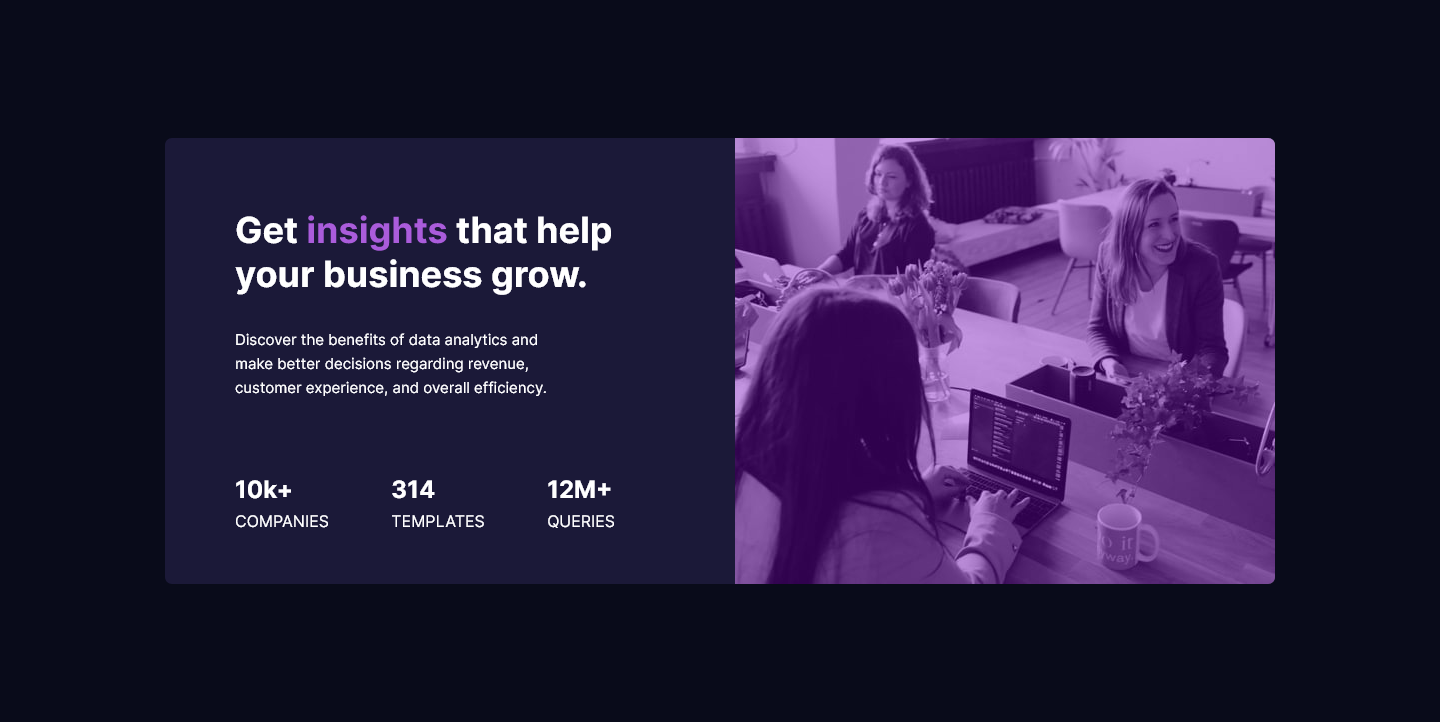 Get insights that help
your business grow.
Discover the benefits of data analytics and
make better decisions regarding revenue,
customer experience, and overall efficiency.
10k+ 314 12M+
COMPANIES TEMPLATES QUERIES